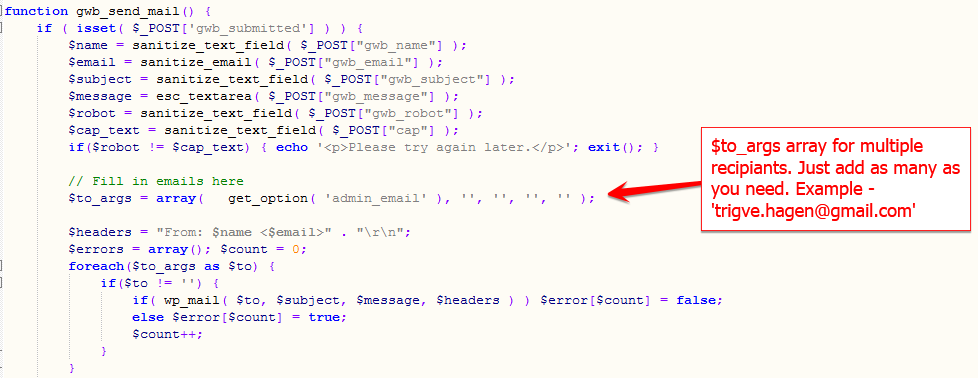 function gwb_send_mail() {
if ( isset( $_POST['gwb_submitted'] ) ) {
$name = sanitize_text_field( $_POST["gwb_name"] );
$email = sanitize_email( $_POST["gwb_email"] );
$subject = sanitize_text_field( $_POST["gwb_subject"] );
$message = esc_textarea( $_POST["gwb_message"] );
$robot = sanitize_text_field( $_POST["gwb_robot"] );
$cap_text = sanitize_text_field( $_POST["cap"] );
if($robot != $cap_text) { echo '<p>Please try again later.</p>'; exit(); }
// Fill in emails here
$to_args = array(   get_option( 'admin_email' ), '', '', '', '' );
$headers = "From: $name <$email>" . "\r\n";
$errors = array(); $count = 0;
foreach($to_args as $to) {
if($to != '') {
if( wp_mail( $to, $subject, $message, $headers ) ) $error[$count] = false;
else $error[$count] = true;
$count++;
}
}
$to_args array for multiple
recipiants. Just add as many as
you need. Example -
'trigve.hagen@gmail.com'